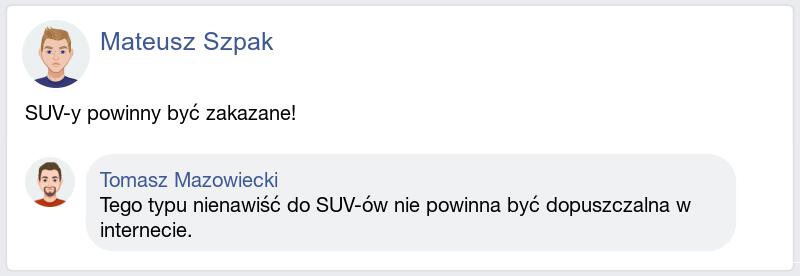 Mateusz Szpak
SUV-y powinny być zakazane!
Tomasz Mazowiecki
Tego typu nienawiść do SUV-ów nie powinna być dopuszczalna w
internecie.